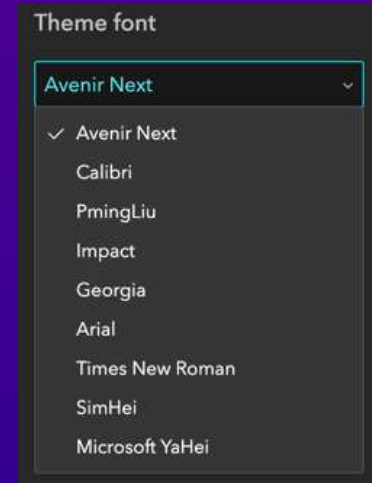 Theme font
Avenir Next
Avenir Next
Calibri
PmingLiu
Impact
Georgia
Arial
Times New Roman
SimHei
Microsoft YaHei